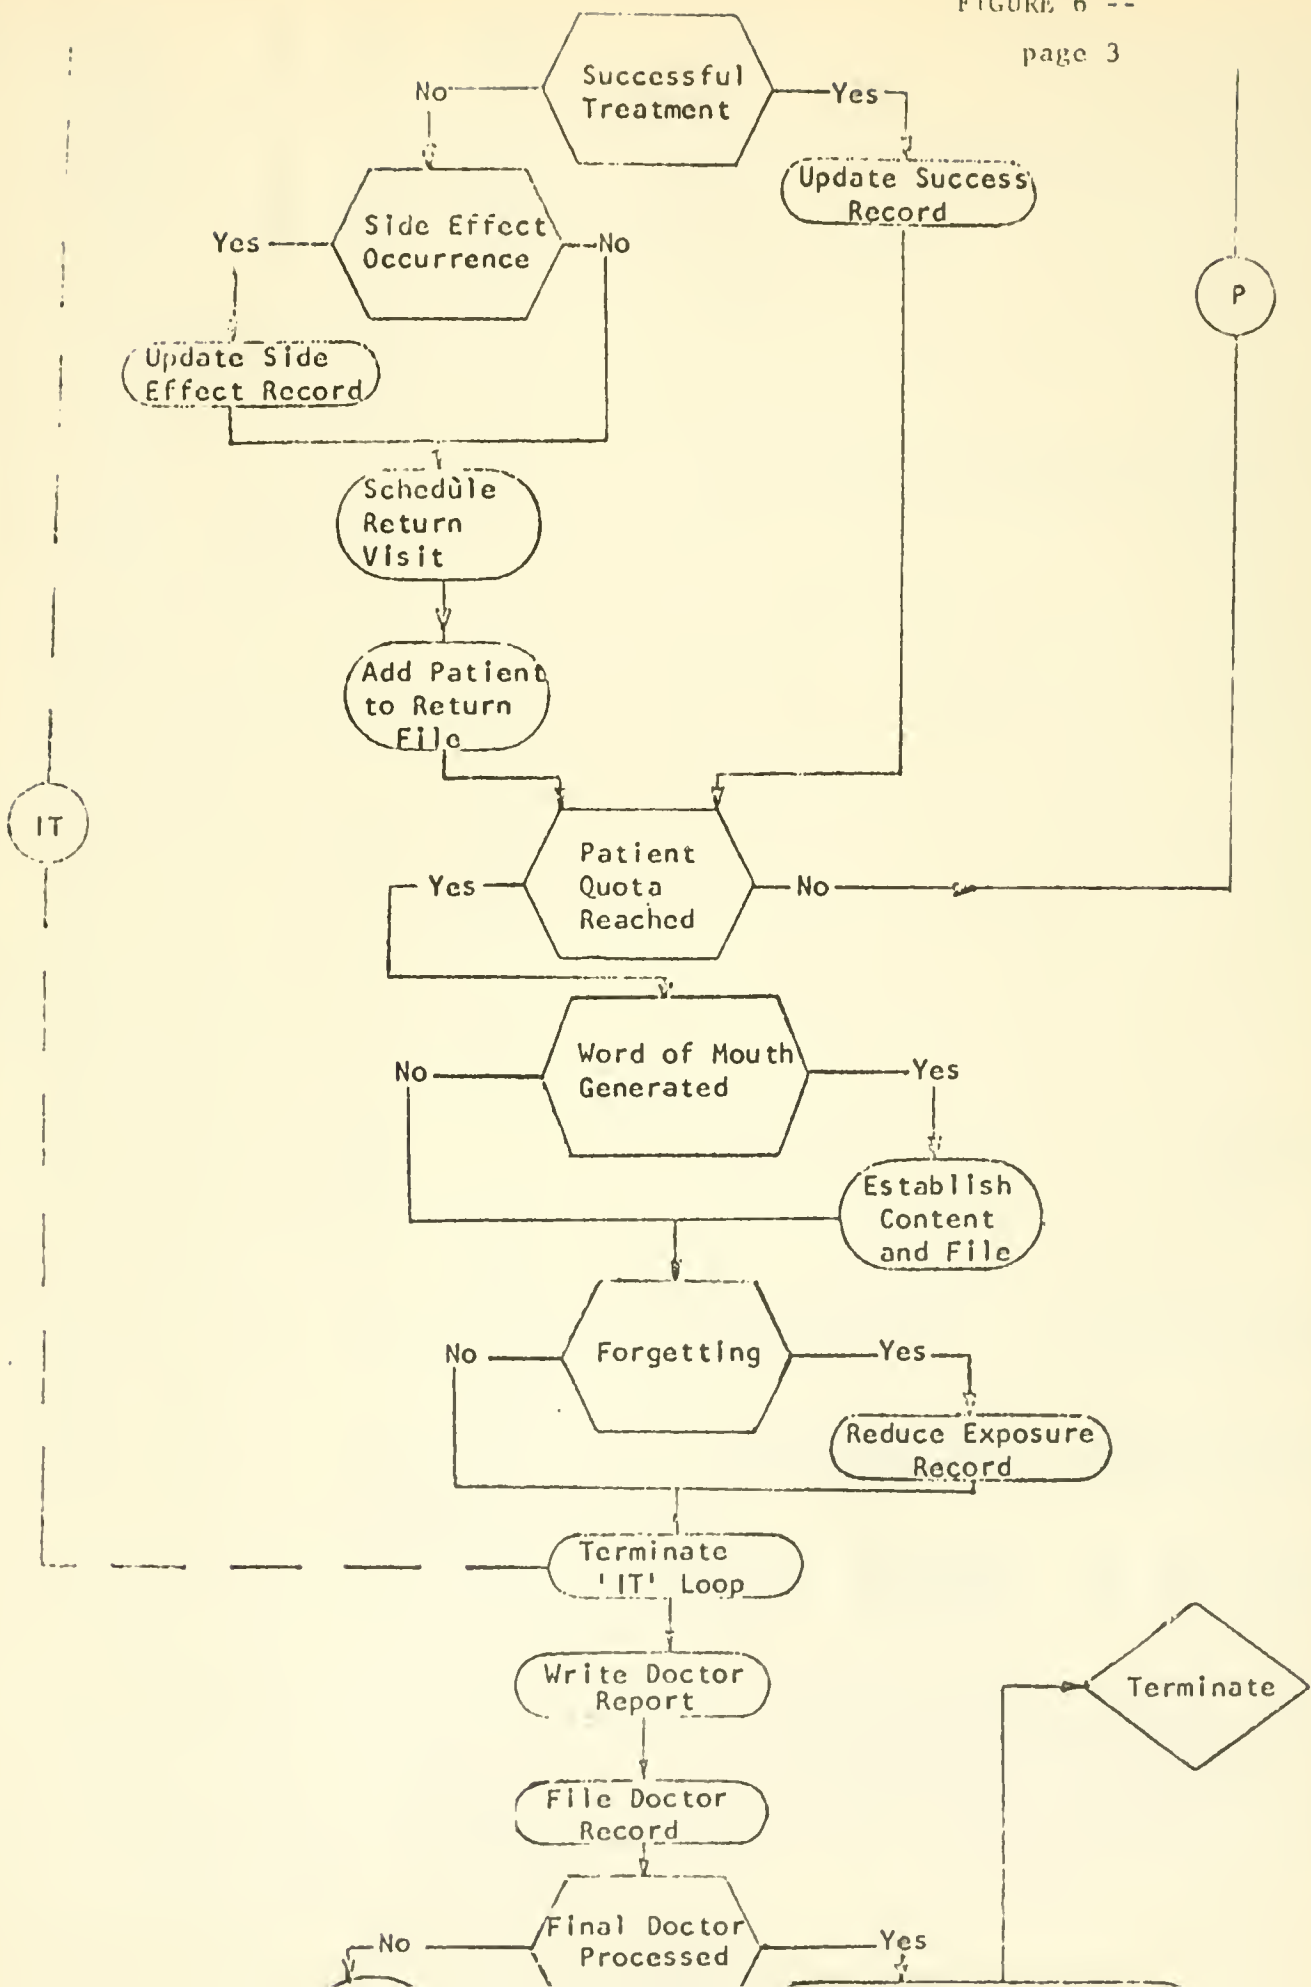 FIGURE 6 --
page 3
Successful
Treatment
No
Yes
Update Success
Record
Side Effect
Occurrence
Yes
No
P
Update Side
Effect Record
Schedule
Return
Visit
Add Patient
to Return
File
IT
Patient
Quota
Reached
Yes
No
Word of Mouth
Generated
No
Yes
Establish
Content
and File
Forgetting
No
Yes
Reduce Exposure
Record
Terminate
'IT' Loop
Write Doctor
Report
Terminate
File Doctor
Record
Final Doctor
Processed
No
Yes